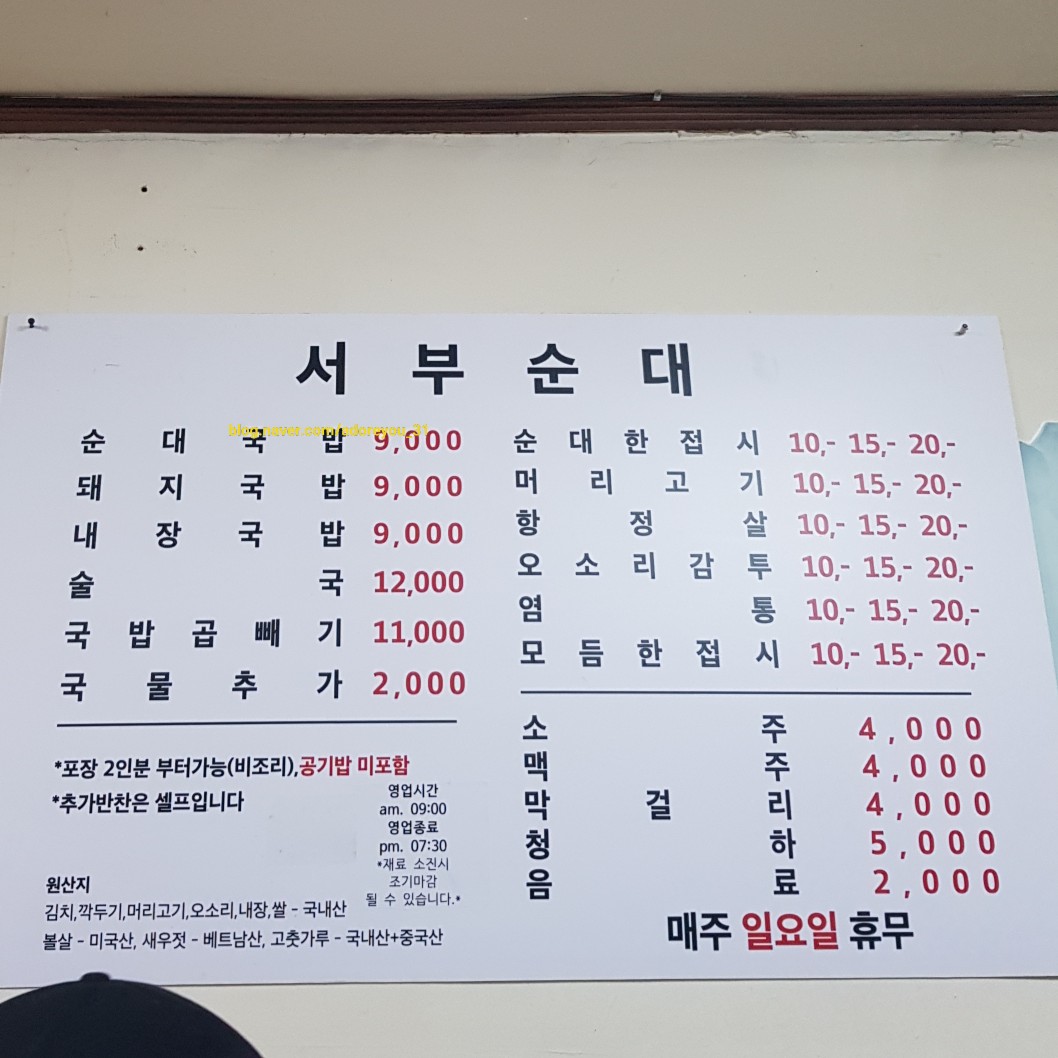 서부순대
blog.naver.com/adoreyou_31
순대국밥 9,000
돼지국밥 9,000
내장국밥 9,000
술국 12,000
국밥곱빼기 11,000
국물추가 2,000
*포장 2인분 부터가능(비조리),공기밥 미포함
*추가반찬은 셀프입니다
영업시간
am. 09:00
영업종료
pm. 07:30
*재료 소진시
조기마감
될 수 있습니다.*
원산지
김치,깍두기,머리고기,오소리,내장,쌀 - 국내산
볼살 - 미국산, 새우젓 - 베트남산, 고춧가루 - 국내산+중국산
순대한접시 10,- 15,- 20,-
머리고기 10,- 15,- 20,-
항정살 10,- 15,- 20,-
오소리감투 10,- 15,- 20,-
염통 10,- 15,- 20,-
모듬한접시 10,- 15,- 20,-
소주 4,000
맥주 4,000
막걸리 4,000
청하 5,000
음료 2,000
매주 일요일 휴무